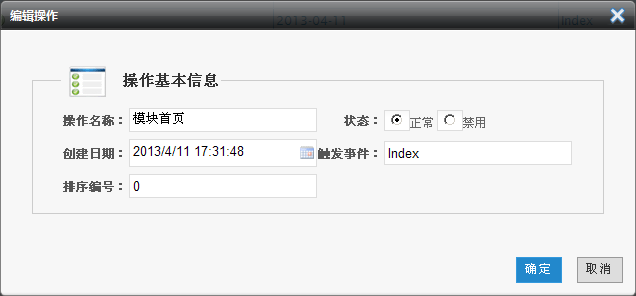 编辑操作
2013-04-11 Index
操作基本信息
操作名称： 模块首页 状态： 正常 禁用
创建日期： 2013/4/11 17:31:48 触发事件： Index
排序编号： 0
确定 取消